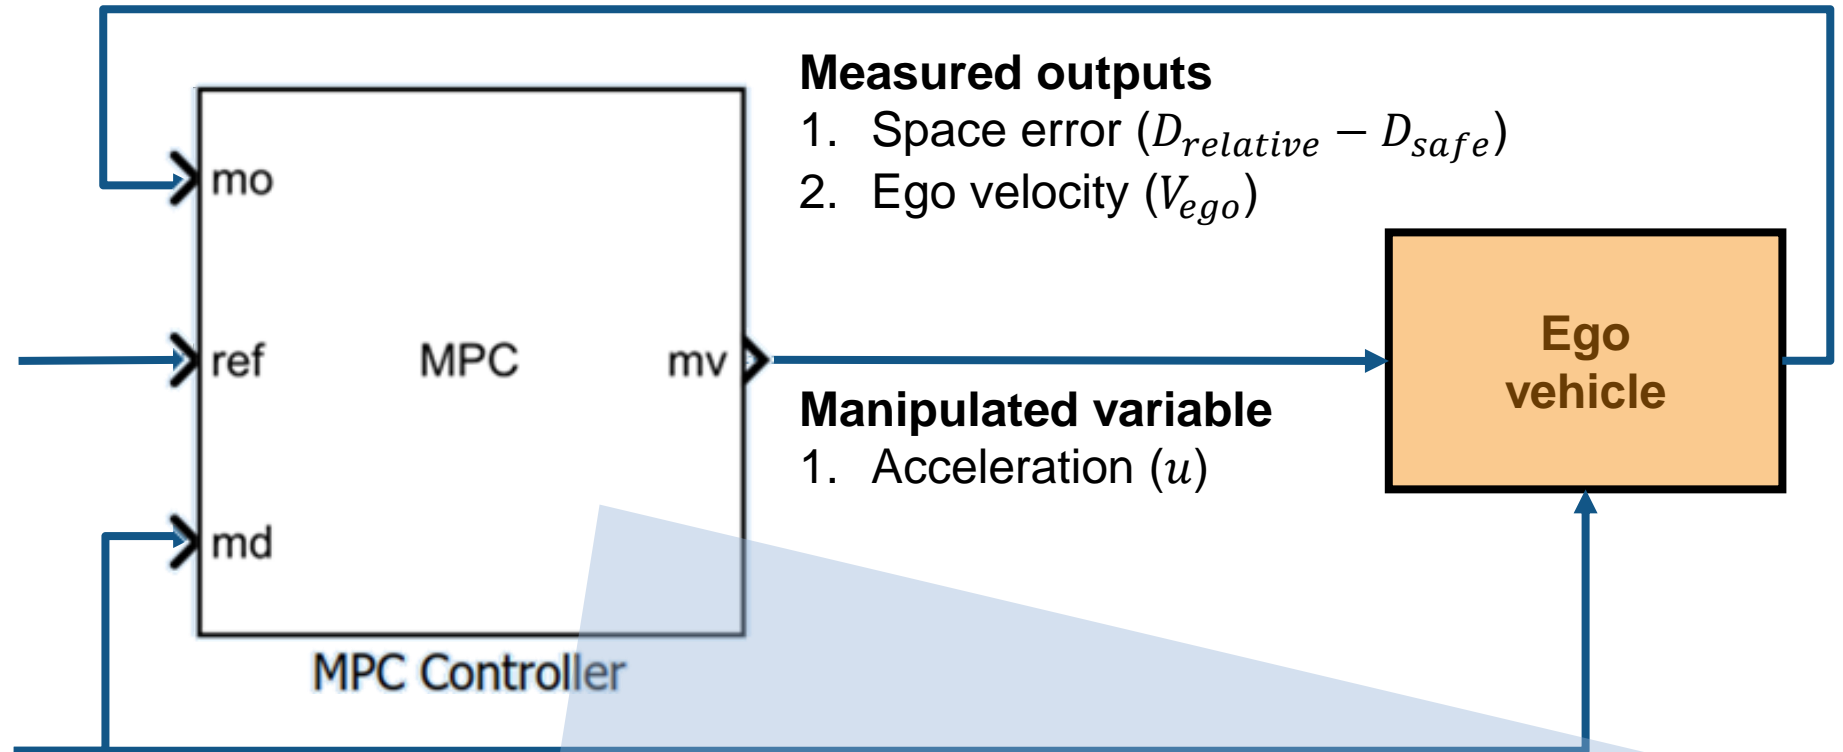 Measured outputs
1. Space error (D_relative − D_safe)
2. Ego velocity (V_ego)
mo
ref MPC mv
md
MPC Controller
Manipulated variable
1. Acceleration (u)
Ego
vehicle